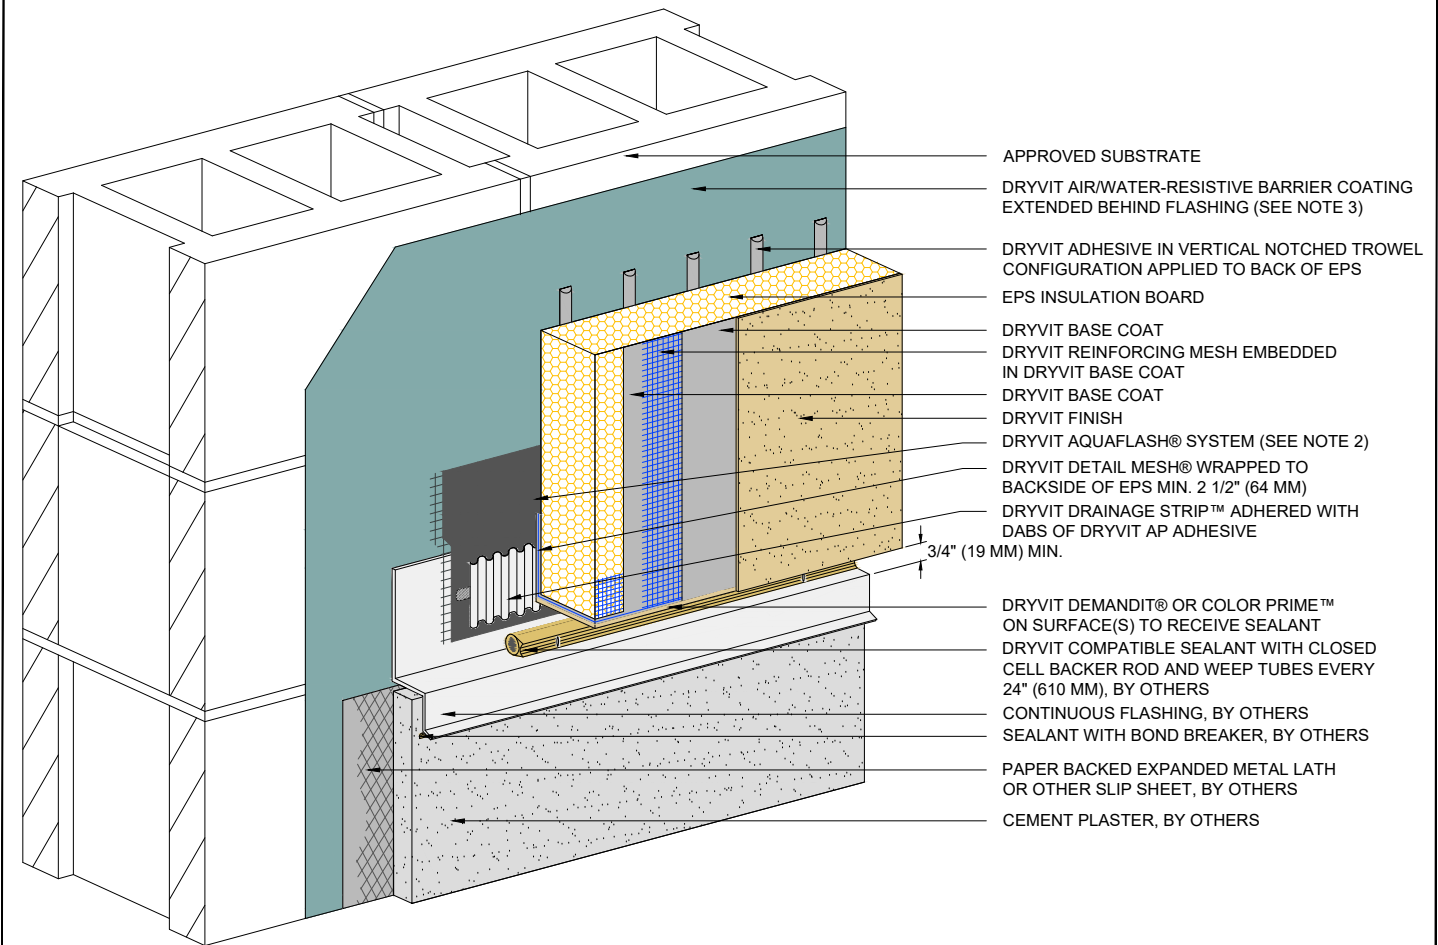 APPROVED SUBSTRATE
DRYVIT AIR/WATER-RESISTIVE BARRIER COATING
EXTENDED BEHIND FLASHING (SEE NOTE 3)
DRYVIT ADHESIVE IN VERTICAL NOTCHED TROWEL
CONFIGURATION APPLIED TO BACK OF EPS
EPS INSULATION BOARD
DRYVIT BASE COAT
DRYVIT REINFORCING MESH EMBEDDED
IN DRYVIT BASE COAT
DRYVIT BASE COAT
DRYVIT FINISH
DRYVIT AQUAFLASH® SYSTEM (SEE NOTE 2)
DRYVIT DETAIL MESH® WRAPPED TO
BACKSIDE OF EPS MIN. 2 1/2" (64 MM)
DRYVIT DRAINAGE STRIP™ ADHERED WITH
DABS OF DRYVIT AP ADHESIVE
3/4" (19 MM) MIN.
DRYVIT DEMANDIT® OR COLOR PRIME™
ON SURFACE(S) TO RECEIVE SEALANT
DRYVIT COMPATIBLE SEALANT WITH CLOSED
CELL BACKER ROD AND WEEP TUBES EVERY
24" (610 MM), BY OTHERS
CONTINUOUS FLASHING, BY OTHERS
SEALANT WITH BOND BREAKER, BY OTHERS
PAPER BACKED EXPANDED METAL LATH
OR OTHER SLIP SHEET, BY OTHERS
CEMENT PLASTER, BY OTHERS